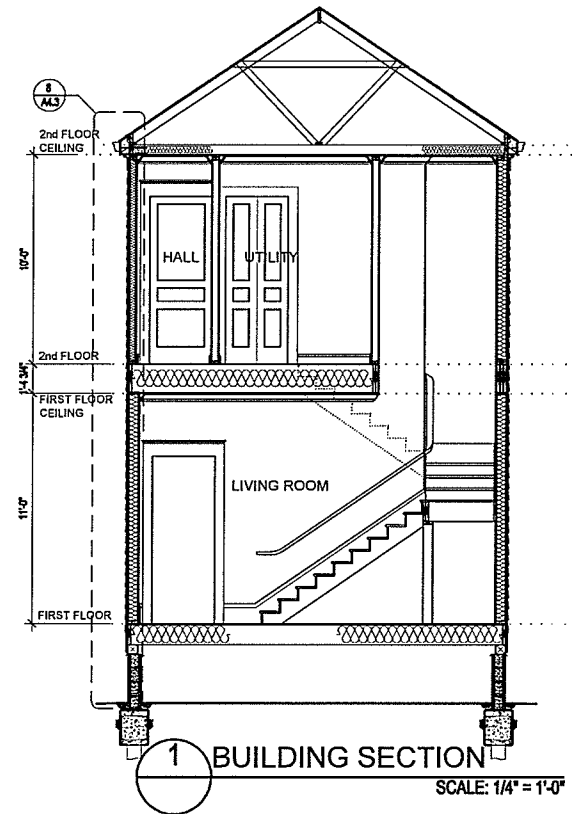 8
A4.3
2nd FLOOR
CEILING
10'-0"
HALL
UTILITY
2nd FLOOR
1'-4 3/4"
FIRST FLOOR
CEILING
LIVING ROOM
11'-0"
FIRST FLOOR
1
BUILDING SECTION
SCALE: 1/4" = 1'-0"